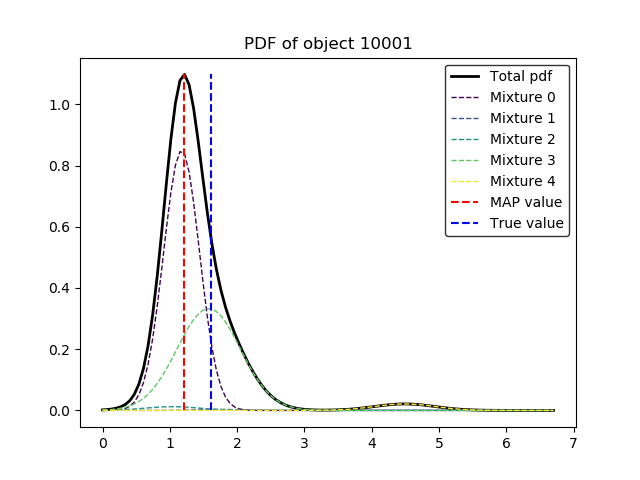 PDF of object 10001
Total pdf
Mixture 0
Mixture 1
Mixture 2
Mixture 3
Mixture 4
MAP value
True value
1.0
0.8
0.6
0.4
0.2
0.0
0 1 2 3 4 5 6 7